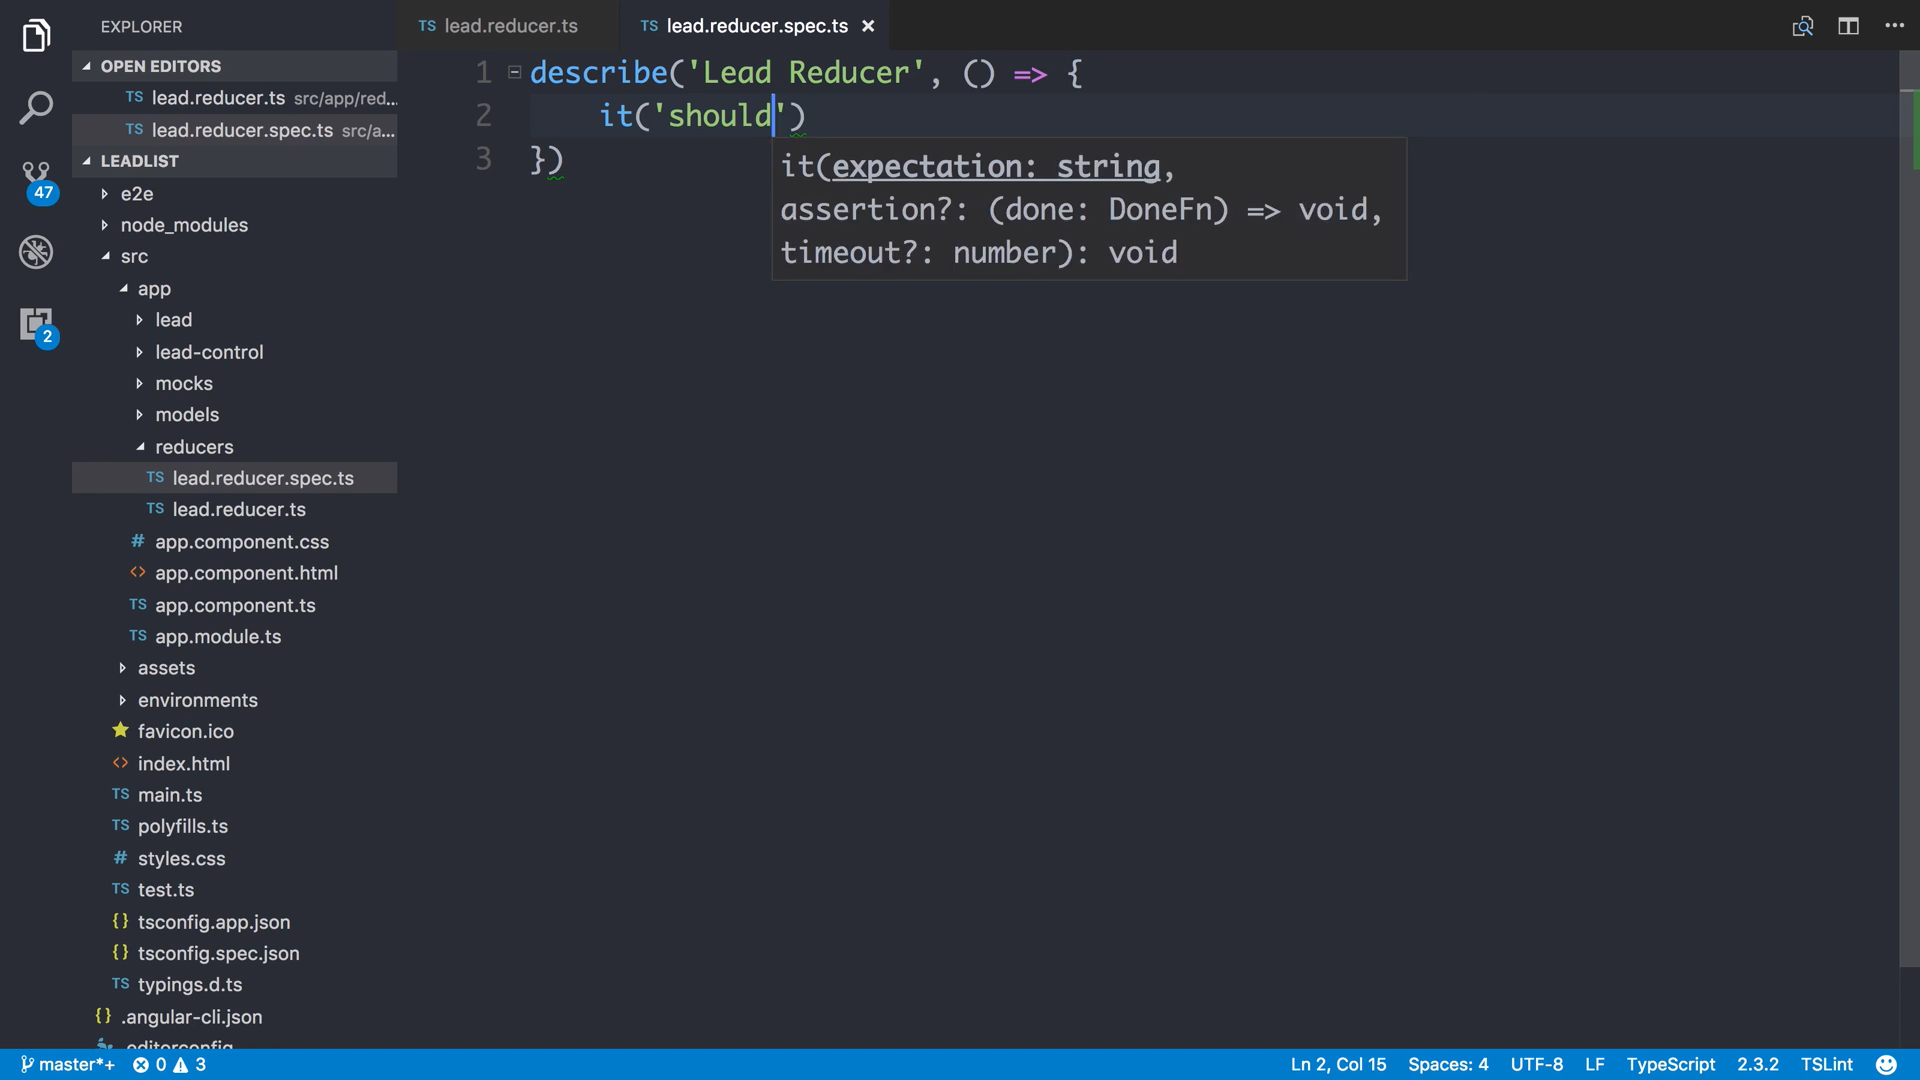 EXPLORER
OPEN EDITORS
TS lead.reducer.ts src/app/red...
TS lead.reducer.spec.ts src/a...
LEADLIST
e2e
node_modules
src
app
lead
lead-control
mocks
models
reducers
TS lead.reducer.spec.ts
TS lead.reducer.ts
# app.component.css
<> app.component.html
TS app.component.ts
TS app.module.ts
assets
environments
favicon.ico
<> index.html
TS main.ts
TS polyfills.ts
# styles.css
TS test.ts
{} tsconfig.app.json
{} tsconfig.spec.json
TS typings.d.ts
{} .angular-cli.json
.editorconfig
47
2
TS lead.reducer.ts
TS lead.reducer.spec.ts ×
1 describe('Lead Reducer', () => {
2 it('should')
3 })
it(expectation: string,
assertion?: (done: DoneFn) => void,
timeout?: number): void
master*+ 0 3
Ln 2, Col 15 Spaces: 4 UTF-8 LF TypeScript 2.3.2 TSLint